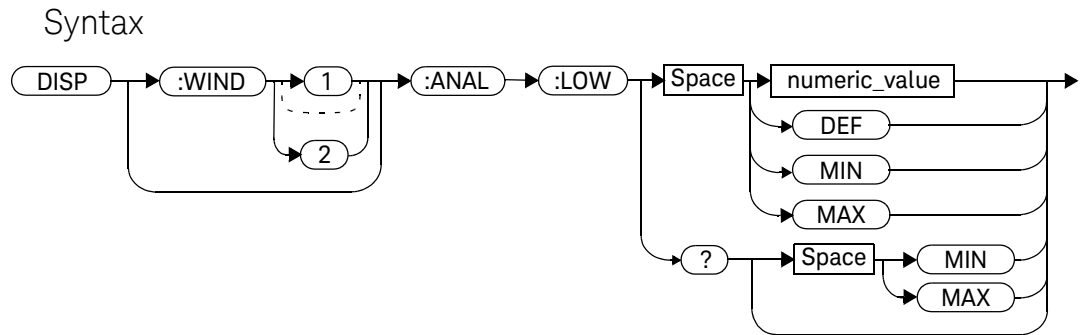 Syntax
DISP :WIND 1 :ANAL :LOW Space numeric_value
DEF
2
MIN
MAX
? Space MIN
MAX